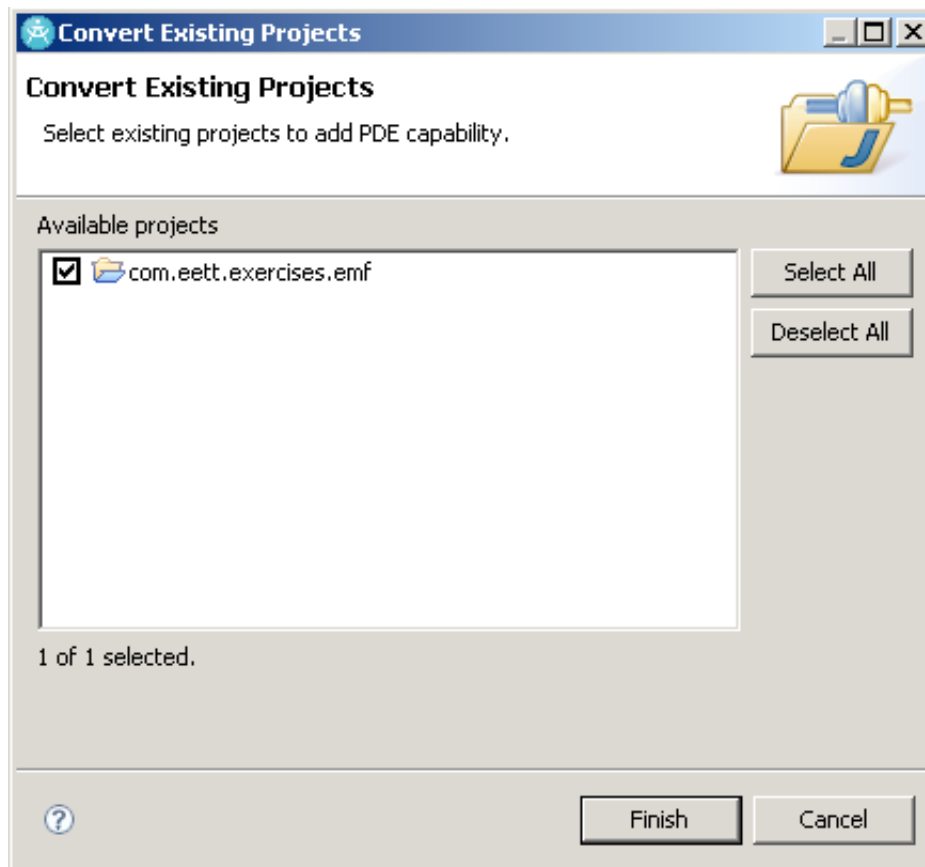 Convert Existing Projects
Convert Existing Projects
Select existing projects to add PDE capability.
Available projects
com.eett.exercises.emf
Select All
Deselect All
1 of 1 selected.
?
Finish
Cancel